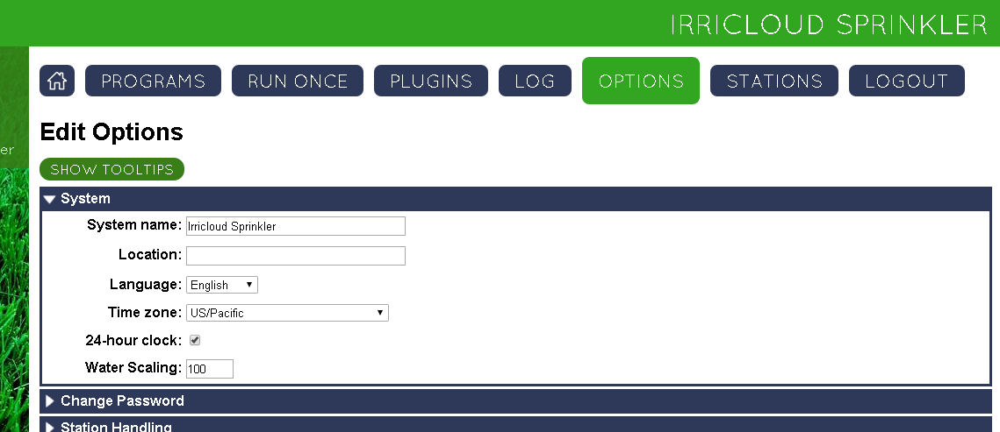 IRRICLOUD SPRINKLER
PROGRAMS RUN ONCE PLUGINS LOG OPTIONS STATIONS LOGOUT
Edit Options
er
SHOW TOOLTIPS
System
System name: Irricloud Sprinkler
Location:
Language: English
Time zone: US/Pacific
24-hour clock:
Water Scaling: 100
Change Password
Station Handling